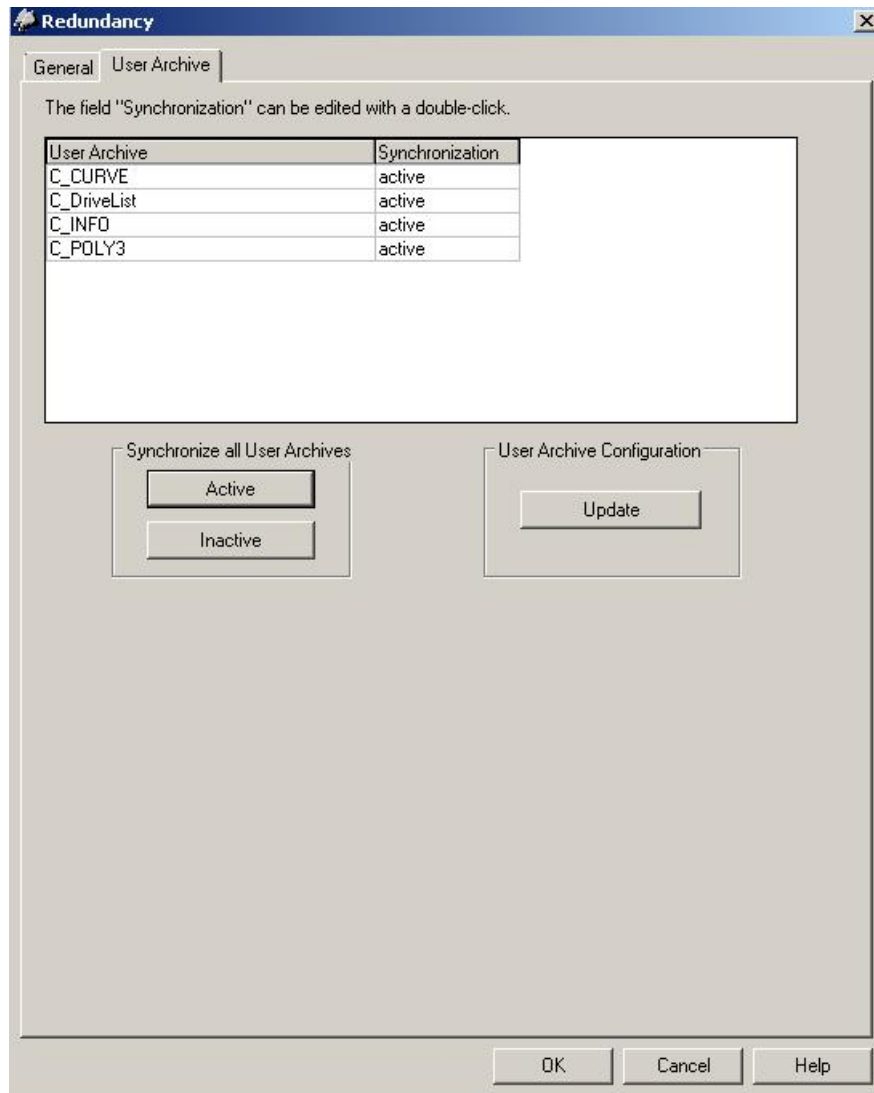 Redundancy
General User Archive
The field "Synchronization" can be edited with a double-click.
User Archive Synchronization
C_CURVE active
C_DriveList active
C_INFO active
C_POLY3 active
Synchronize all User Archives User Archive Configuration
Active
Update
Inactive
OK Cancel Help